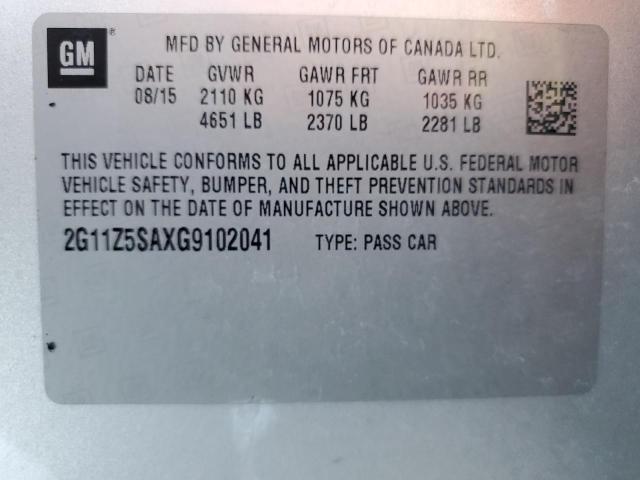 GM
MFD BY GENERAL MOTORS OF CANADA LTD.
DATE GVWR GAWR FRT GAWR RR
08/15 2110 KG 1075 KG 1035 KG
4651 LB 2370 LB 2281 LB
THIS VEHICLE CONFORMS TO ALL APPLICABLE U.S. FEDERAL MOTOR
VEHICLE SAFETY, BUMPER, AND THEFT PREVENTION STANDARDS IN
EFFECT ON THE DATE OF MANUFACTURE SHOWN ABOVE.
2G11Z5SAXG9102041 TYPE: PASS CAR